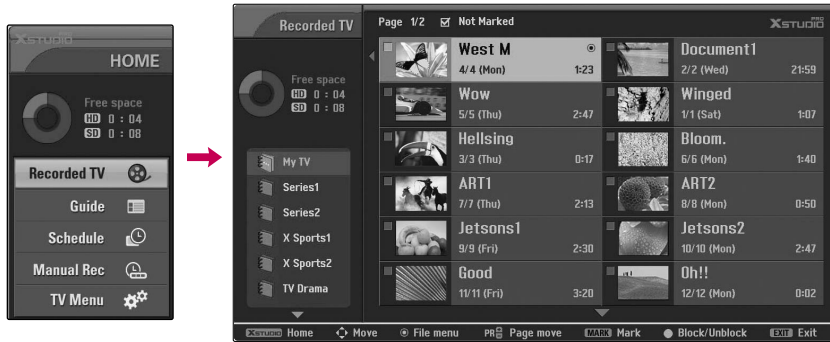 XSTUDIO
HOME
Free space
HD 0 : 04
SD 0 : 08
Recorded TV
Guide
Schedule
Manual Rec
TV Menu
Recorded TV
Free space
HD 0 : 04
SD 0 : 08
My TV
Series1
Series2
X Sports1
X Sports2
TV Drama
Page 1/2 Not Marked
XSTUDIO PRO
West M
4/4 (Mon) 1:23
Document1
2/2 (Wed) 21:59
Wow
5/5 (Thu) 2:47
Winged
1/1 (Sat) 1:07
Hellsing
3/3 (Thu) 0:17
Bloom.
6/6 (Mon) 1:40
ART1
7/7 (Thu) 2:13
ART2
8/8 (Mon) 0:50
Jetsons1
9/9 (Fri) 2:30
Jetsons2
10/10 (Mon) 2:47
Good
11/11 (Fri) 3:20
Oh!!
12/12 (Mon) 0:02
XSTUDIO Home Move File menu PR Page move MARK Mark Block/Unblock EXIT Exit